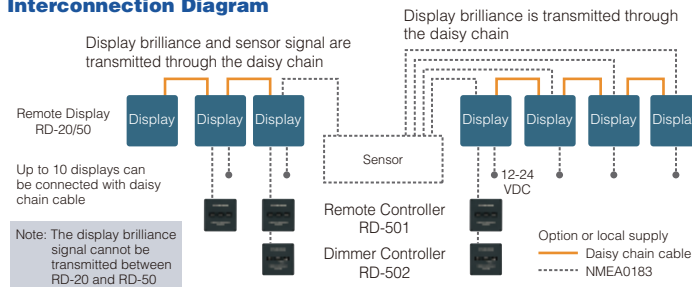 Interconnection Diagram
Display brilliance and sensor signal are
transmitted through the daisy chain
Display brilliance is transmitted through
the daisy chain
Remote Display
RD-20/50
Display
Display
Display
Display
Display
Display
Display
Sensor
Up to 10 displays can
be connected with daisy
chain cable
12-24
VDC
Note: The display brilliance
signal cannot be
transmitted between
RD-20 and RD-50
Remote Controller
RD-501
Dimmer Controller
RD-502
Option or local supply
Daisy chain cable
NMEA0183